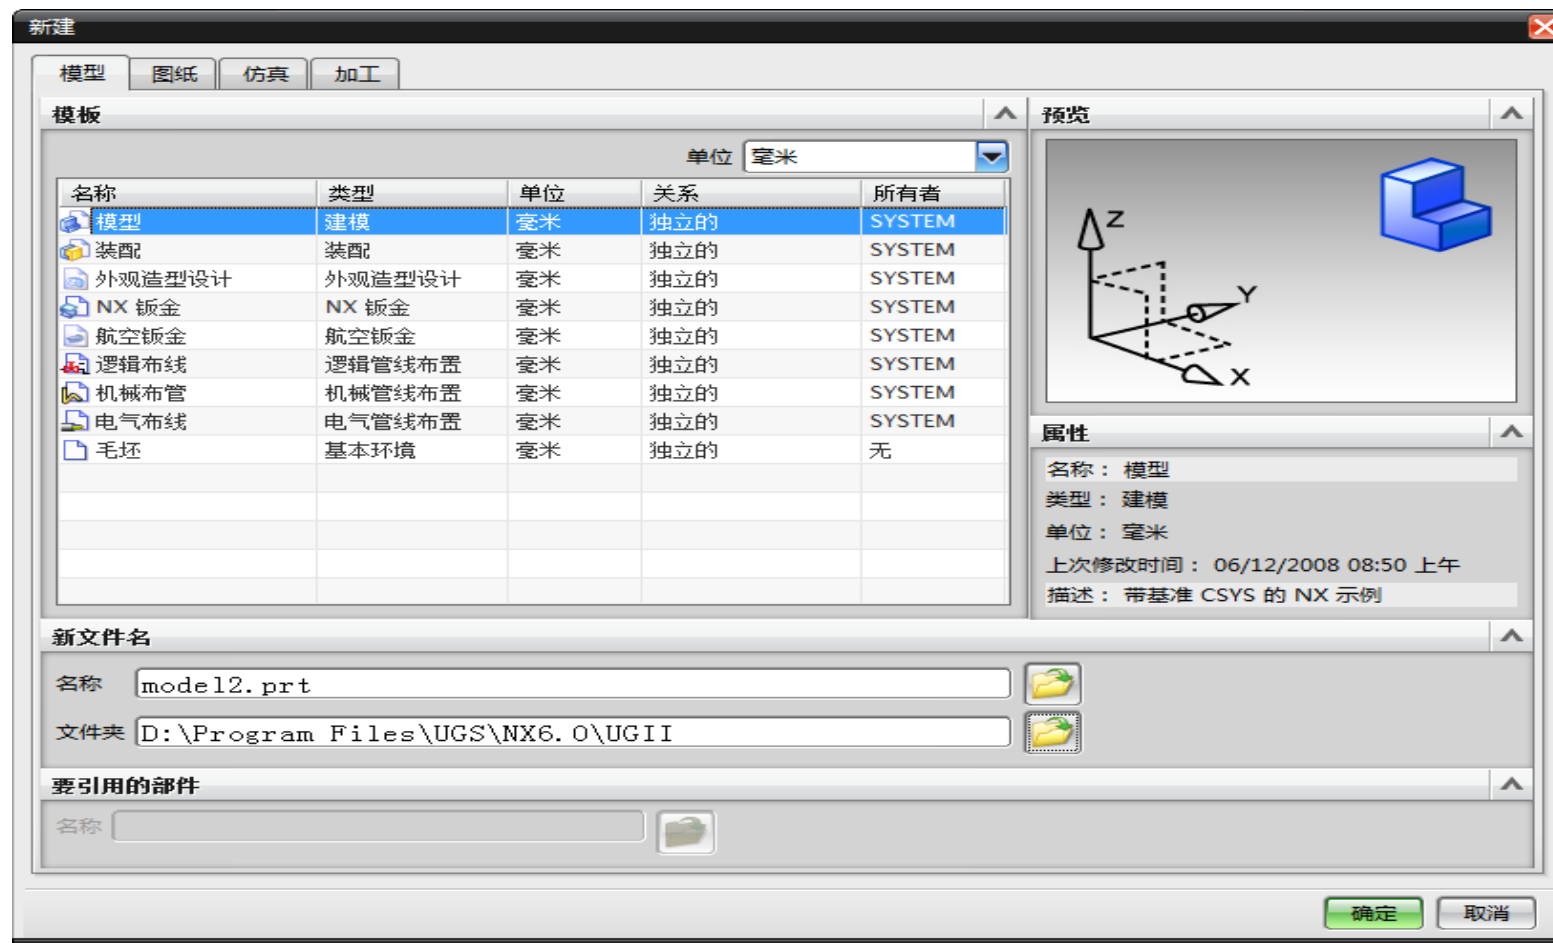 新建
模型 图纸 仿真 加工
模板
单位 毫米
名称 类型 单位 关系 所有者
模型 建模 毫米 独立的 SYSTEM
装配 装配 毫米 独立的 SYSTEM
外观造型设计 外观造型设计 毫米 独立的 SYSTEM
NX 钣金 NX 钣金 毫米 独立的 SYSTEM
航空钣金 航空钣金 毫米 独立的 SYSTEM
逻辑布线 逻辑管线布置 毫米 独立的 SYSTEM
机械布管 机械管线布置 毫米 独立的 SYSTEM
电气布线 电气管线布置 毫米 独立的 SYSTEM
毛坯 基本环境 毫米 独立的 无
预览
Z
Y
X
属性
名称： 模型
类型： 建模
单位： 毫米
上次修改时间： 06/12/2008 08:50 上午
描述： 带基准 CSYS 的 NX 示例
新文件名
名称 model2.prt
文件夹 D:\Program Files\UGS\NX6.0\UGII
要引用的部件
名称
确定 取消